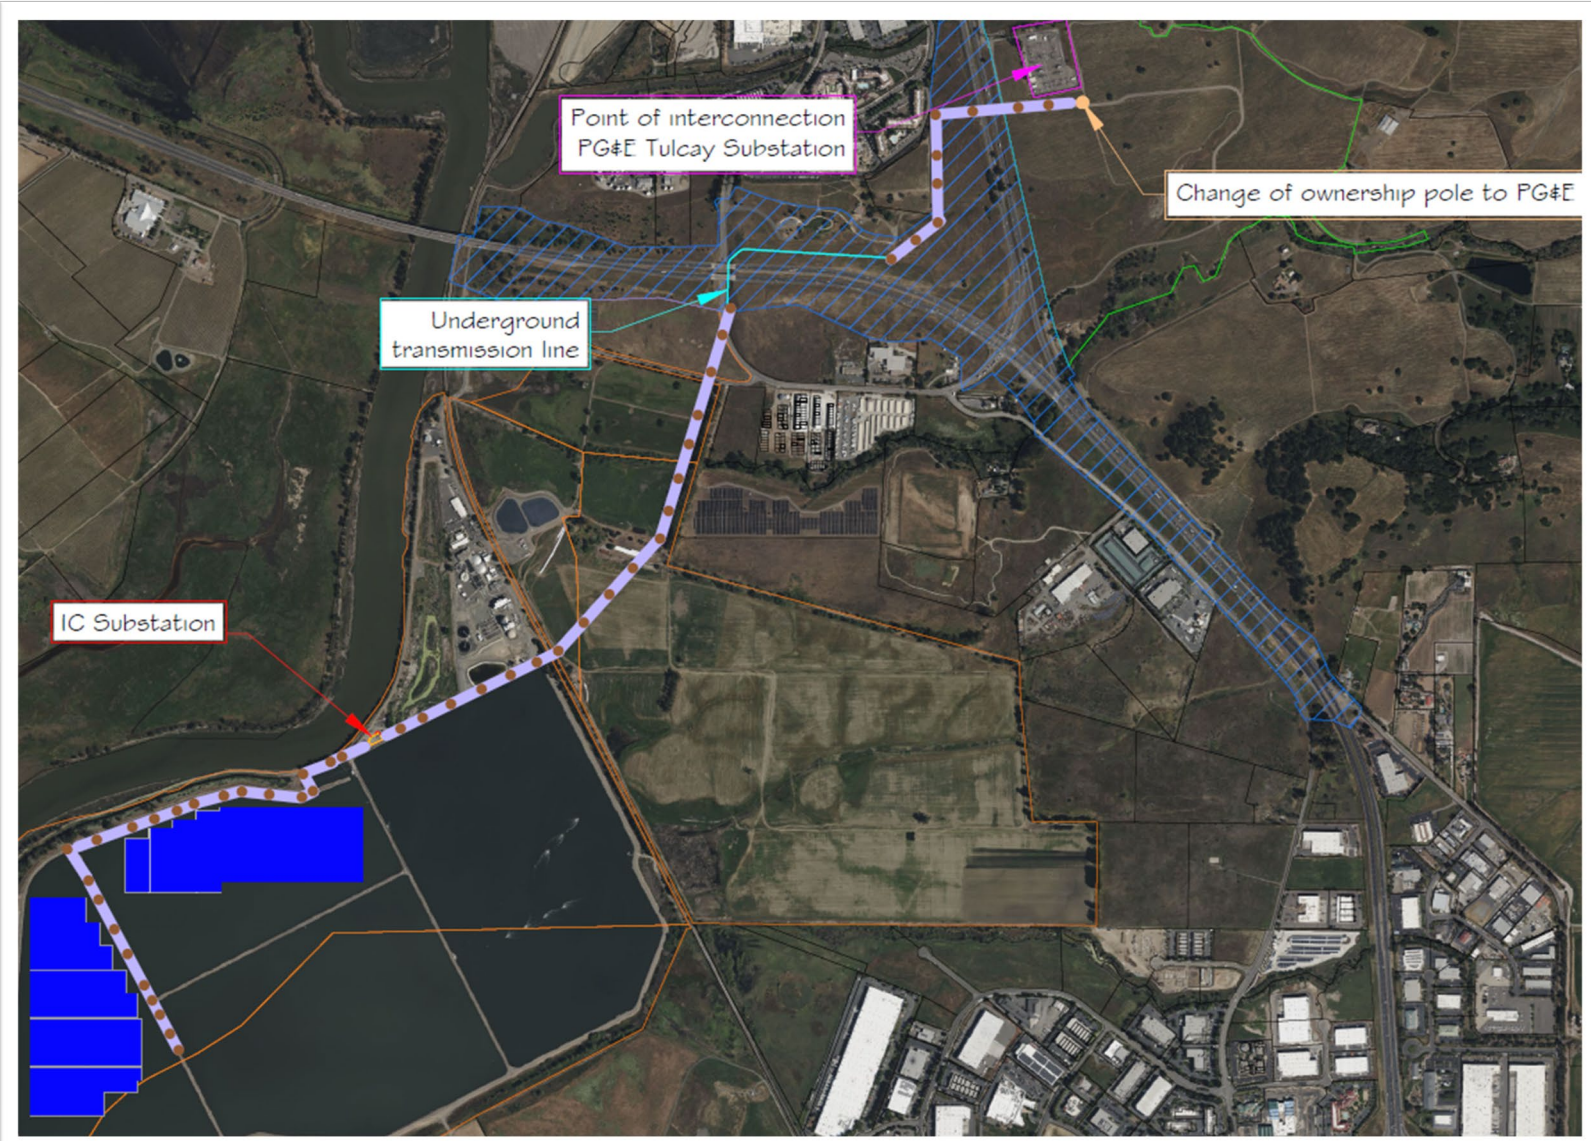 Point of interconnection
PG&E Tulcay Substation
Change of ownership pole to PG&E
Underground
transmission line
IC Substation